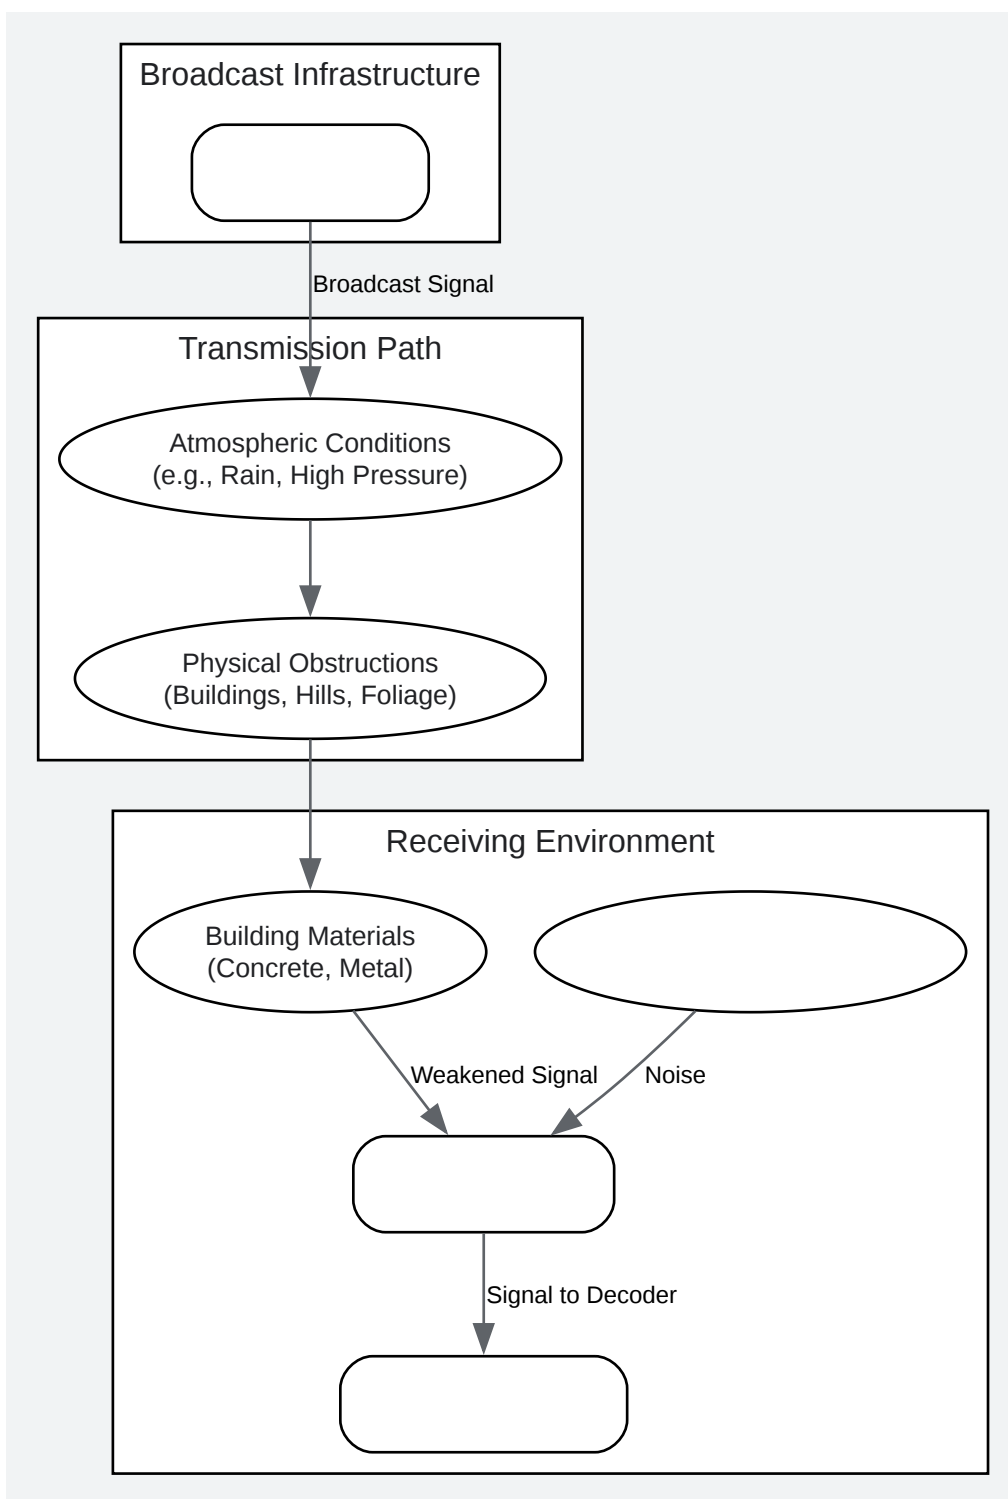 Broadcast Infrastructure
Broadcast Signal
Transmission Path
Atmospheric Conditions
(e.g., Rain, High Pressure)
Physical Obstructions
(Buildings, Hills, Foliage)
Receiving Environment
Building Materials
(Concrete, Metal)
Weakened Signal
Noise
Signal to Decoder